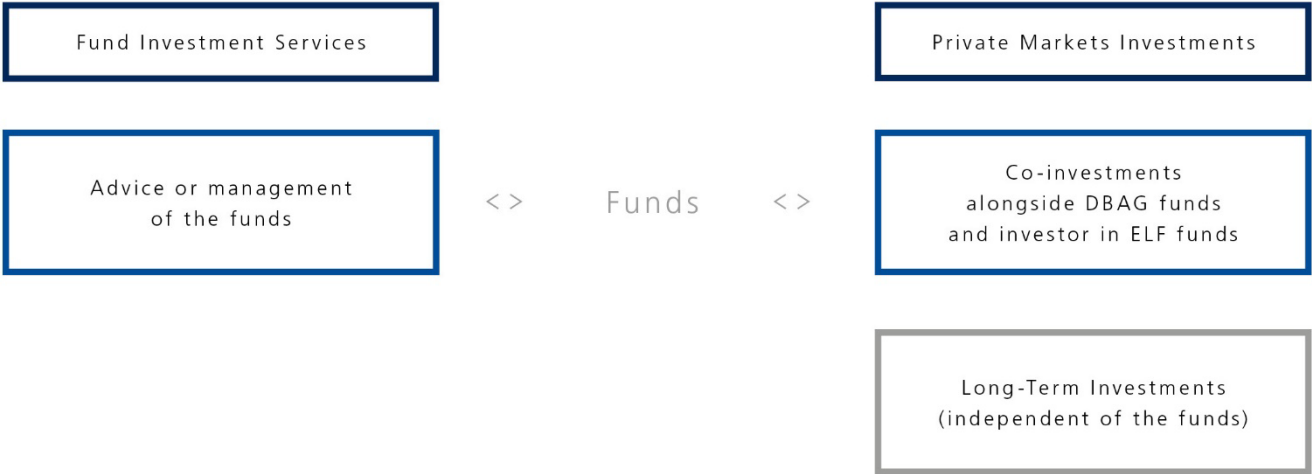 Fund Investment Services
Private Markets Investments
Advice or management
of the funds
< >
Funds
< >
Co-investments
alongside DBAG funds
and investor in ELF funds
Long-Term Investments
(independent of the funds)